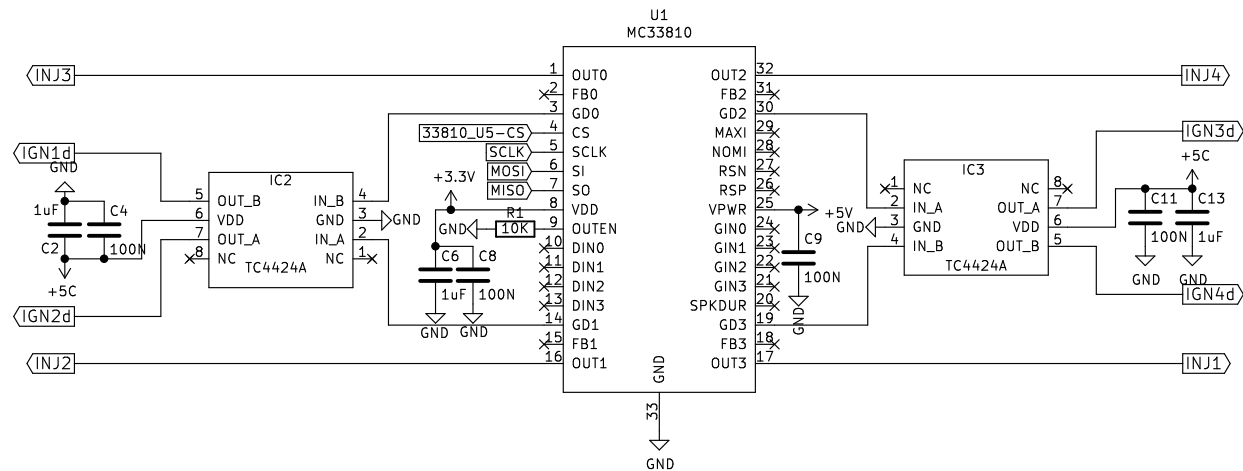 U1
MC33810
INJ3
1
OUT0
OUT2
32
INJ4
2
FB0
FB2
31
3
GD0
GD2
30
33810_U5-CS
4
CS
MAXI
29
IGN3d
SCLK
5
SCLK
NOMI
28
IGN1d
GND
MOSI
6
SI
RSN
27
+5C
IC2
IC3
MISO
7
SO
RSP
26
1
NC
NC
8
C11
C13
+3.3V
5
OUT_B
IN_B
4
8
VDD
VPWR
25
2
IN_A
OUT_A
7
1uF
C4
6
VDD
GND
3
GND
GND
R1
10K
9
OUTEN
GIN0
24
+5V
GND
3
GND
VDD
6
C2
100N
7
OUT_A
IN_A
2
10
DIN0
GIN1
23
C9
4
IN_B
OUT_B
5
100N
1uF
8
NC
NC
1
C6
C8
11
DIN1
GIN2
22
100N
TC4424A
TC4424A
+5C
12
DIN2
GIN3
21
GND
GND
1uF
100N
13
DIN3
SPKDUR
20
IGN4d
IGN2d
GND
GND
14
GD1
GD3
19
GND
15
FB1
FB3
18
INJ2
16
OUT1
OUT3
17
INJ1
GND
33
GND